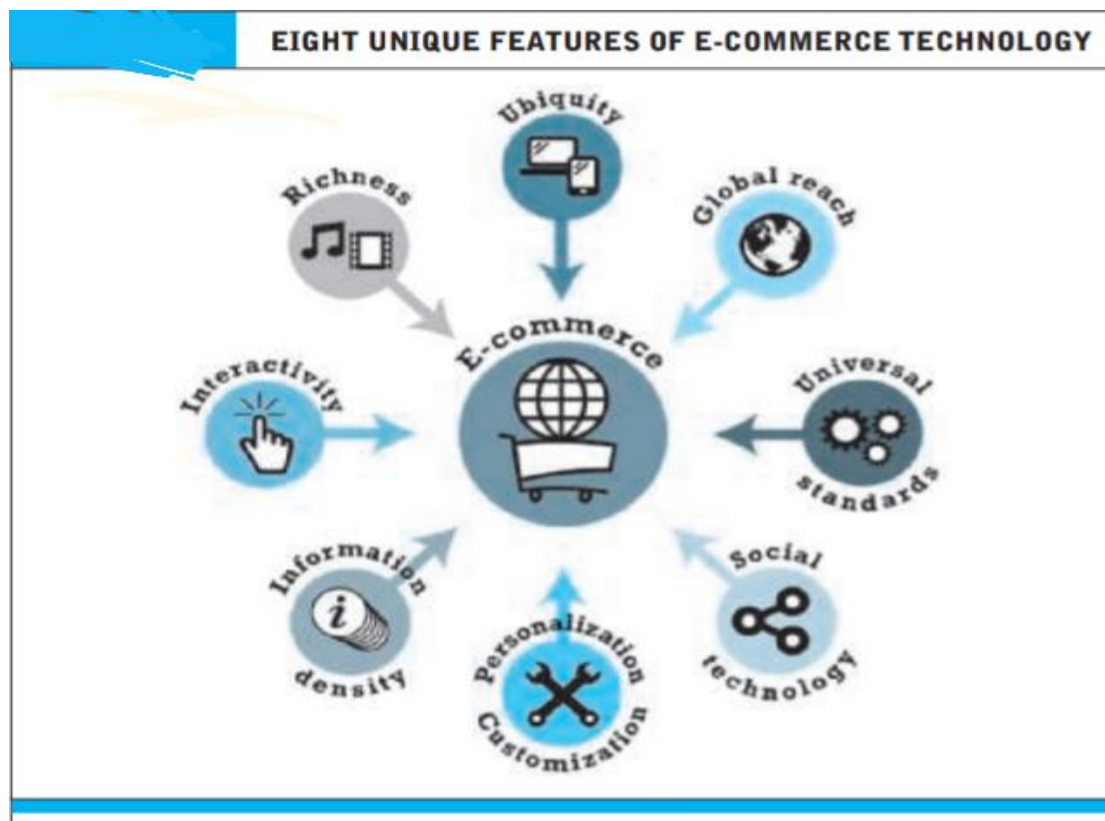 EIGHT UNIQUE FEATURES OF E-COMMERCE TECHNOLOGY
Ubiquity
Global reach
Universal
standards
Social
technology
Personalization
Customization
Information
density
i
Interactivity
Richness
E-commerce